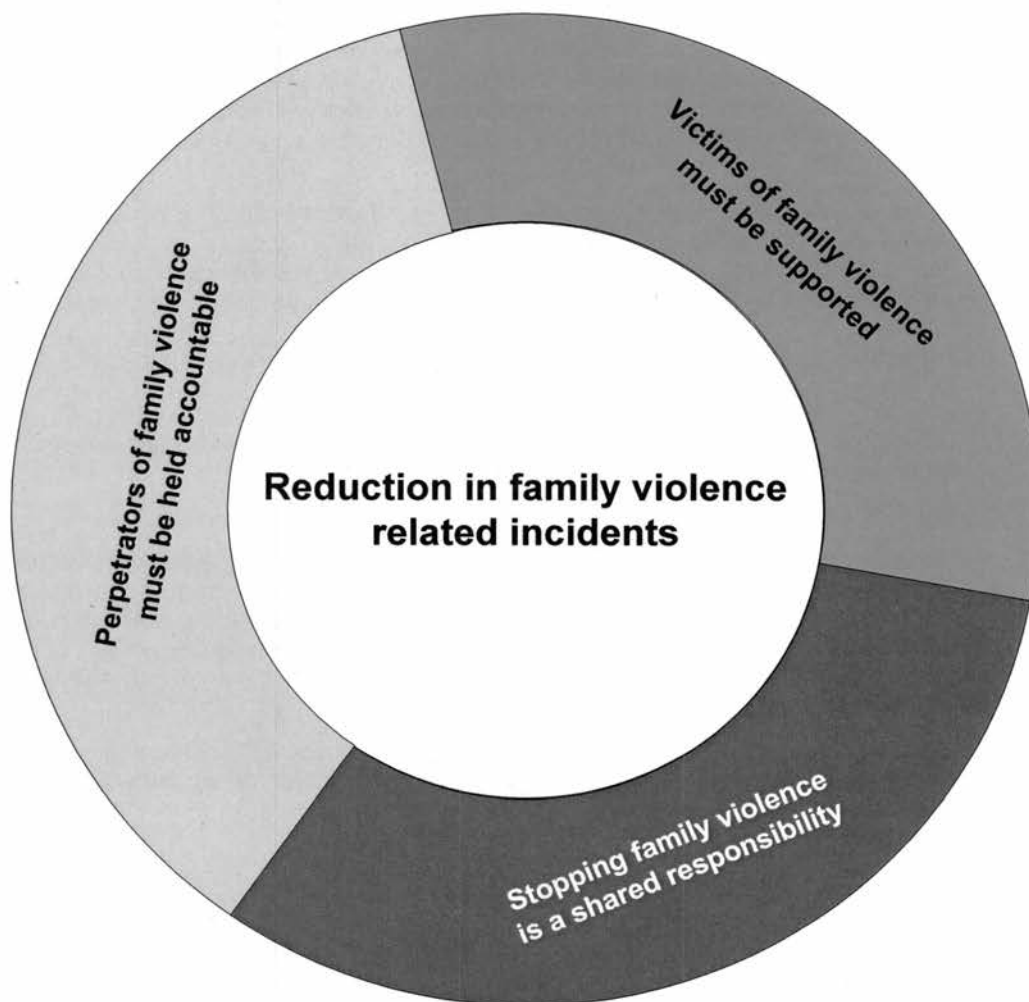 Victims of family violence
must be supported
Perpetrators of family violence
must be held accountable
Reduction in family violence
related incidents
Stopping family violence
is a shared responsibility